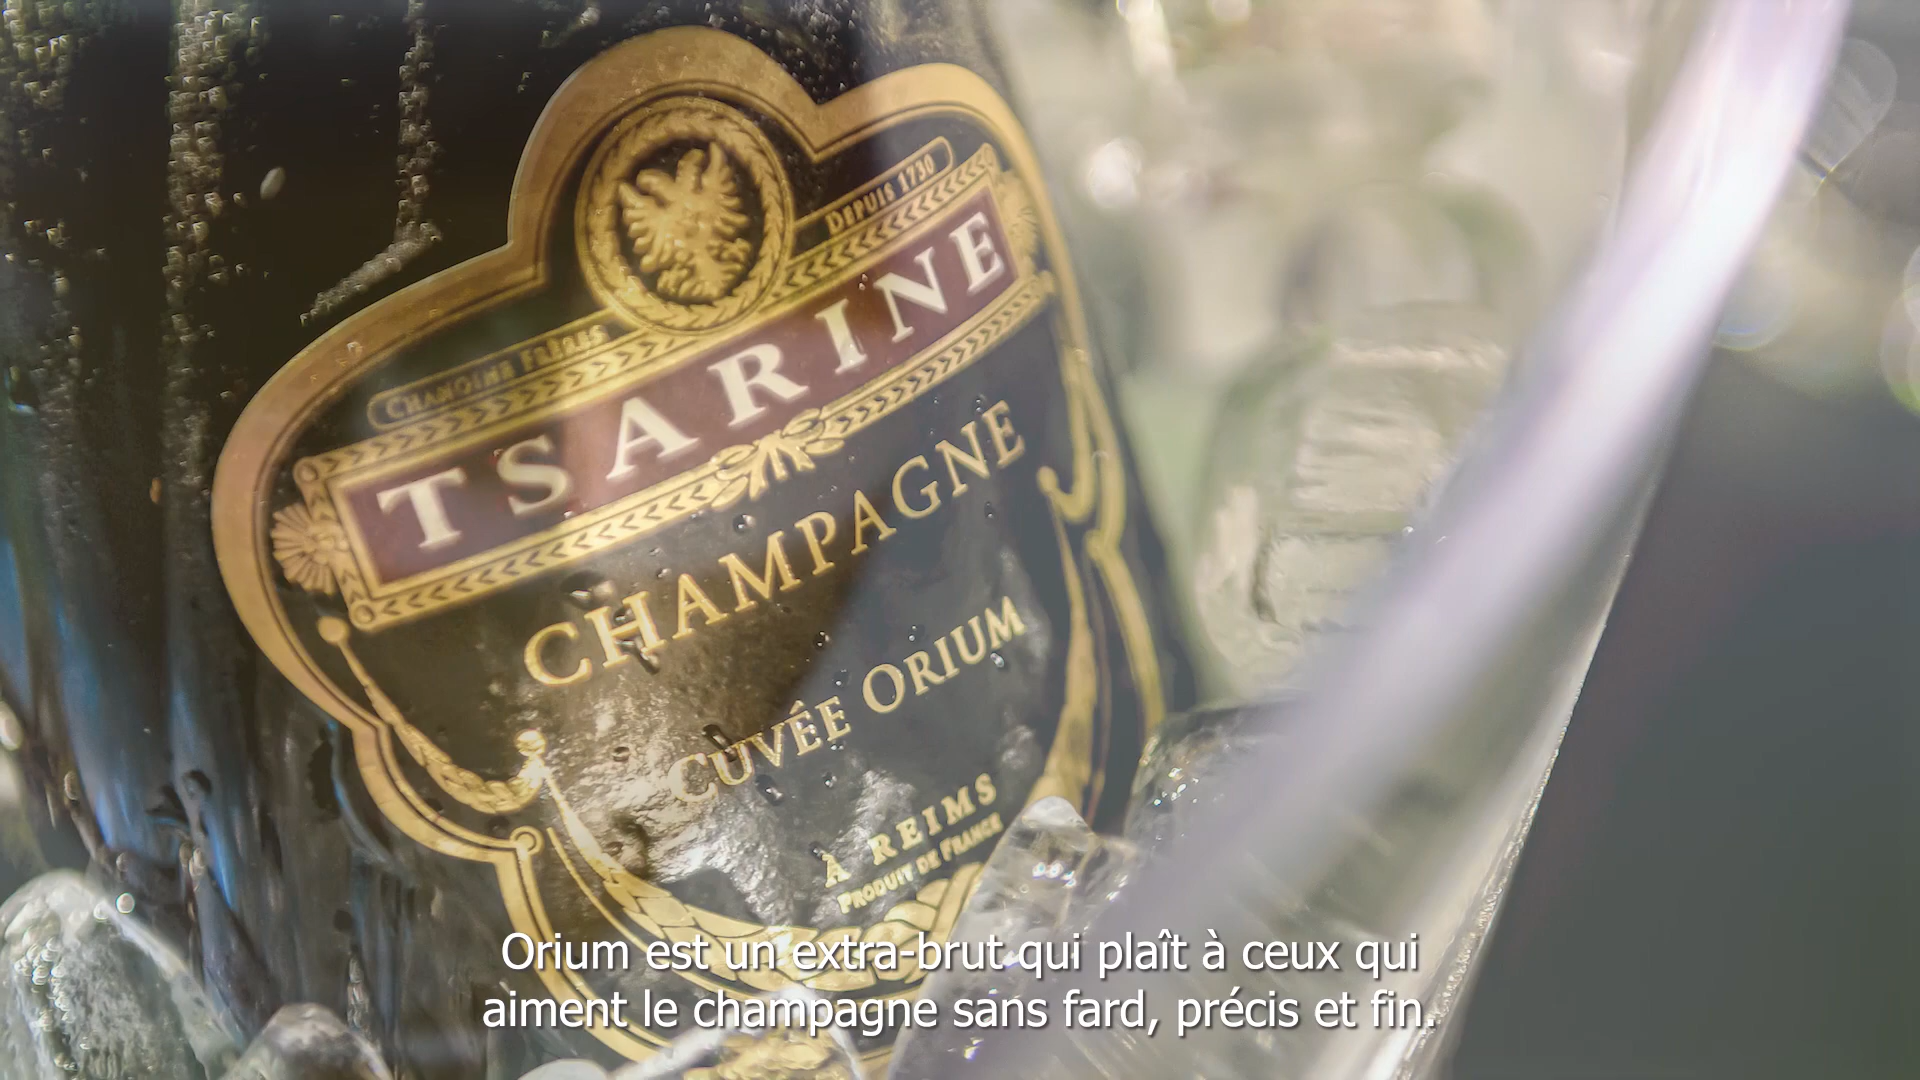 Depuis 1730
Chanoine Frères
TSARINE
CHAMPAGNE
Cuvée Orium
À REIMS
Produit de France
Orium est un extra-brut qui plaît à ceux qui
aiment le champagne sans fard, précis et fin.